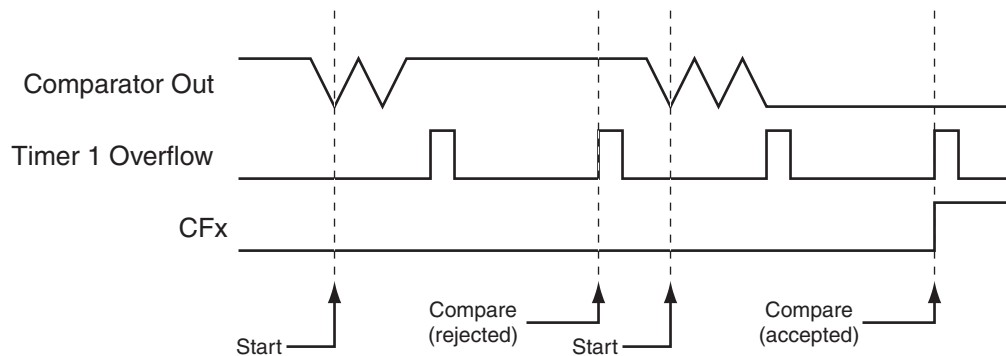 Comparator Out
Timer 1 Overflow
CFx
Compare
(rejected)
Compare
(accepted)
Start
Start